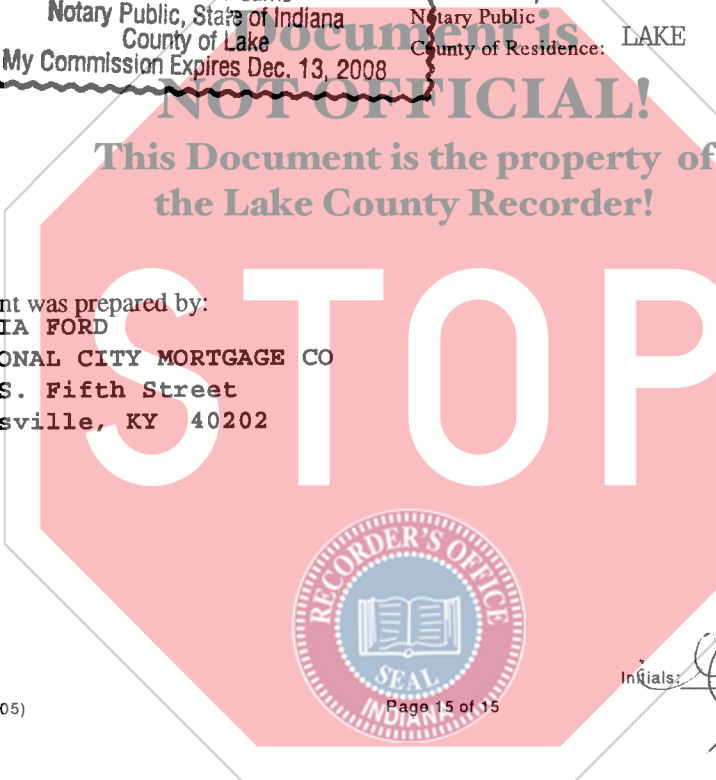 Notary Public, State of Indiana
County of Lake
My Commission Expires Dec. 13, 2008
Notary Public
County of Residence: LAKE
Document is
NOT OFFICIAL!
This Document is the property of
the Lake County Recorder!
STOP
nt was prepared by:
IA FORD
ONAL CITY MORTGAGE CO
S. Fifth Street
sville, KY 40202
RECORDER'S OFFICE
SEAL
INDIANA
Initials:
05)
Page 15 of 15